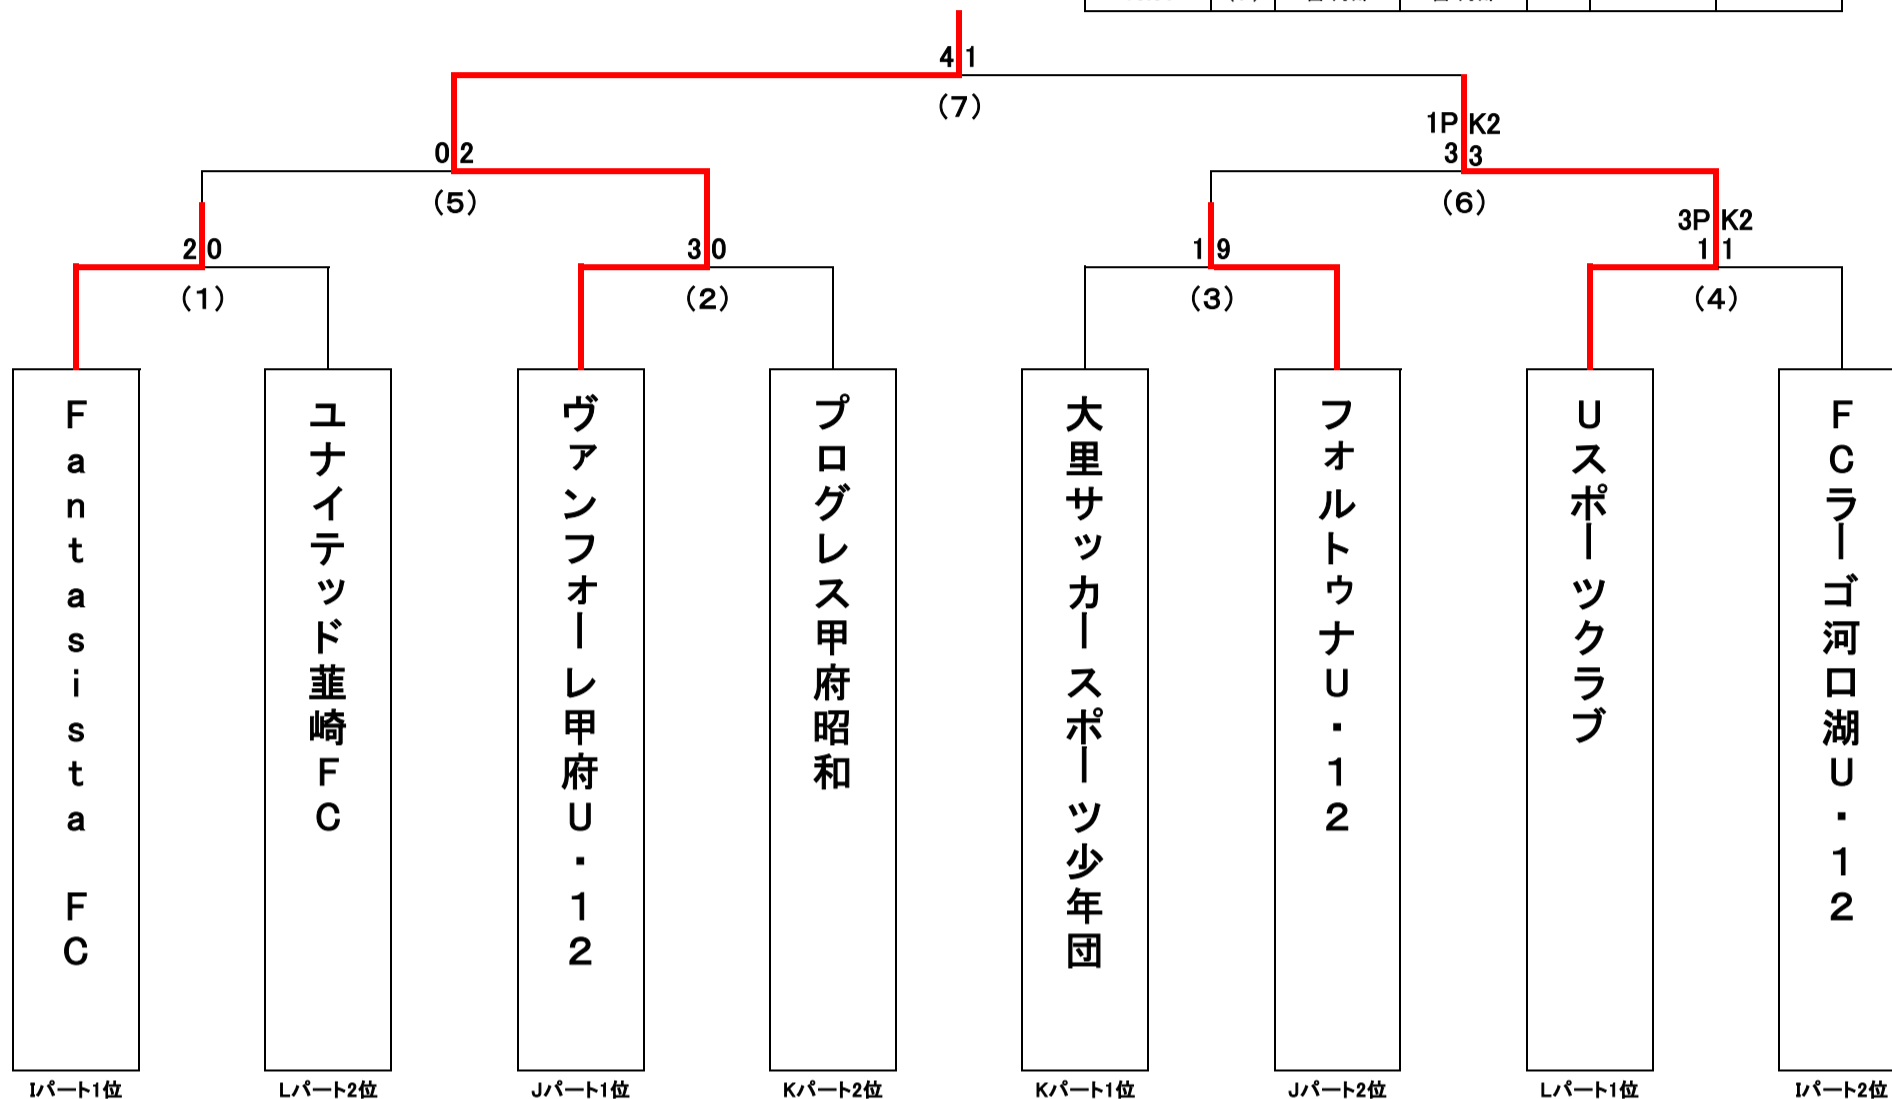 4 1
(7)
1P K2
0 2
3 3
(5)
(6)
3P K2
2 0
3 0
1 9
1 1
(1)
(2)
(3)
(4)
Fantasista FC
ユナイテッド韮崎FC
ヴァンフォーレ甲府U・12
プログレス甲府昭和
大里サッカースポーツ少年団
フォルトゥナU・12
Uスポーツクラブ
FCラーゴ河口湖U・12
Iパート1位
Lパート2位
Jパート1位
Kパート2位
Kパート1位
Jパート2位
Lパート1位
Iパート2位